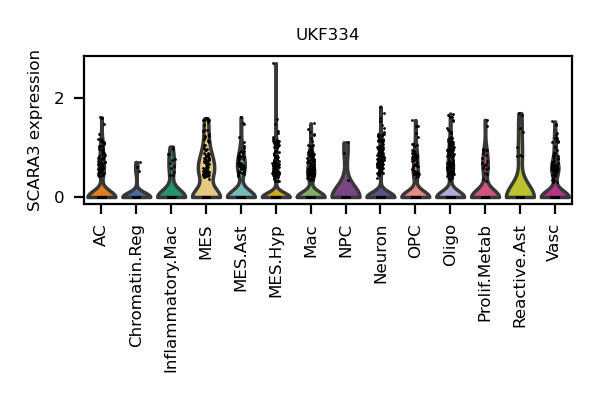 UKF334
SCARA3 expression
2
0
AC
Chromatin.Reg
Inflammatory.Mac
MES
MES.Ast
MES.Hyp
Mac
NPC
Neuron
OPC
Oligo
Prolif.Metab
Reactive.Ast
Vasc